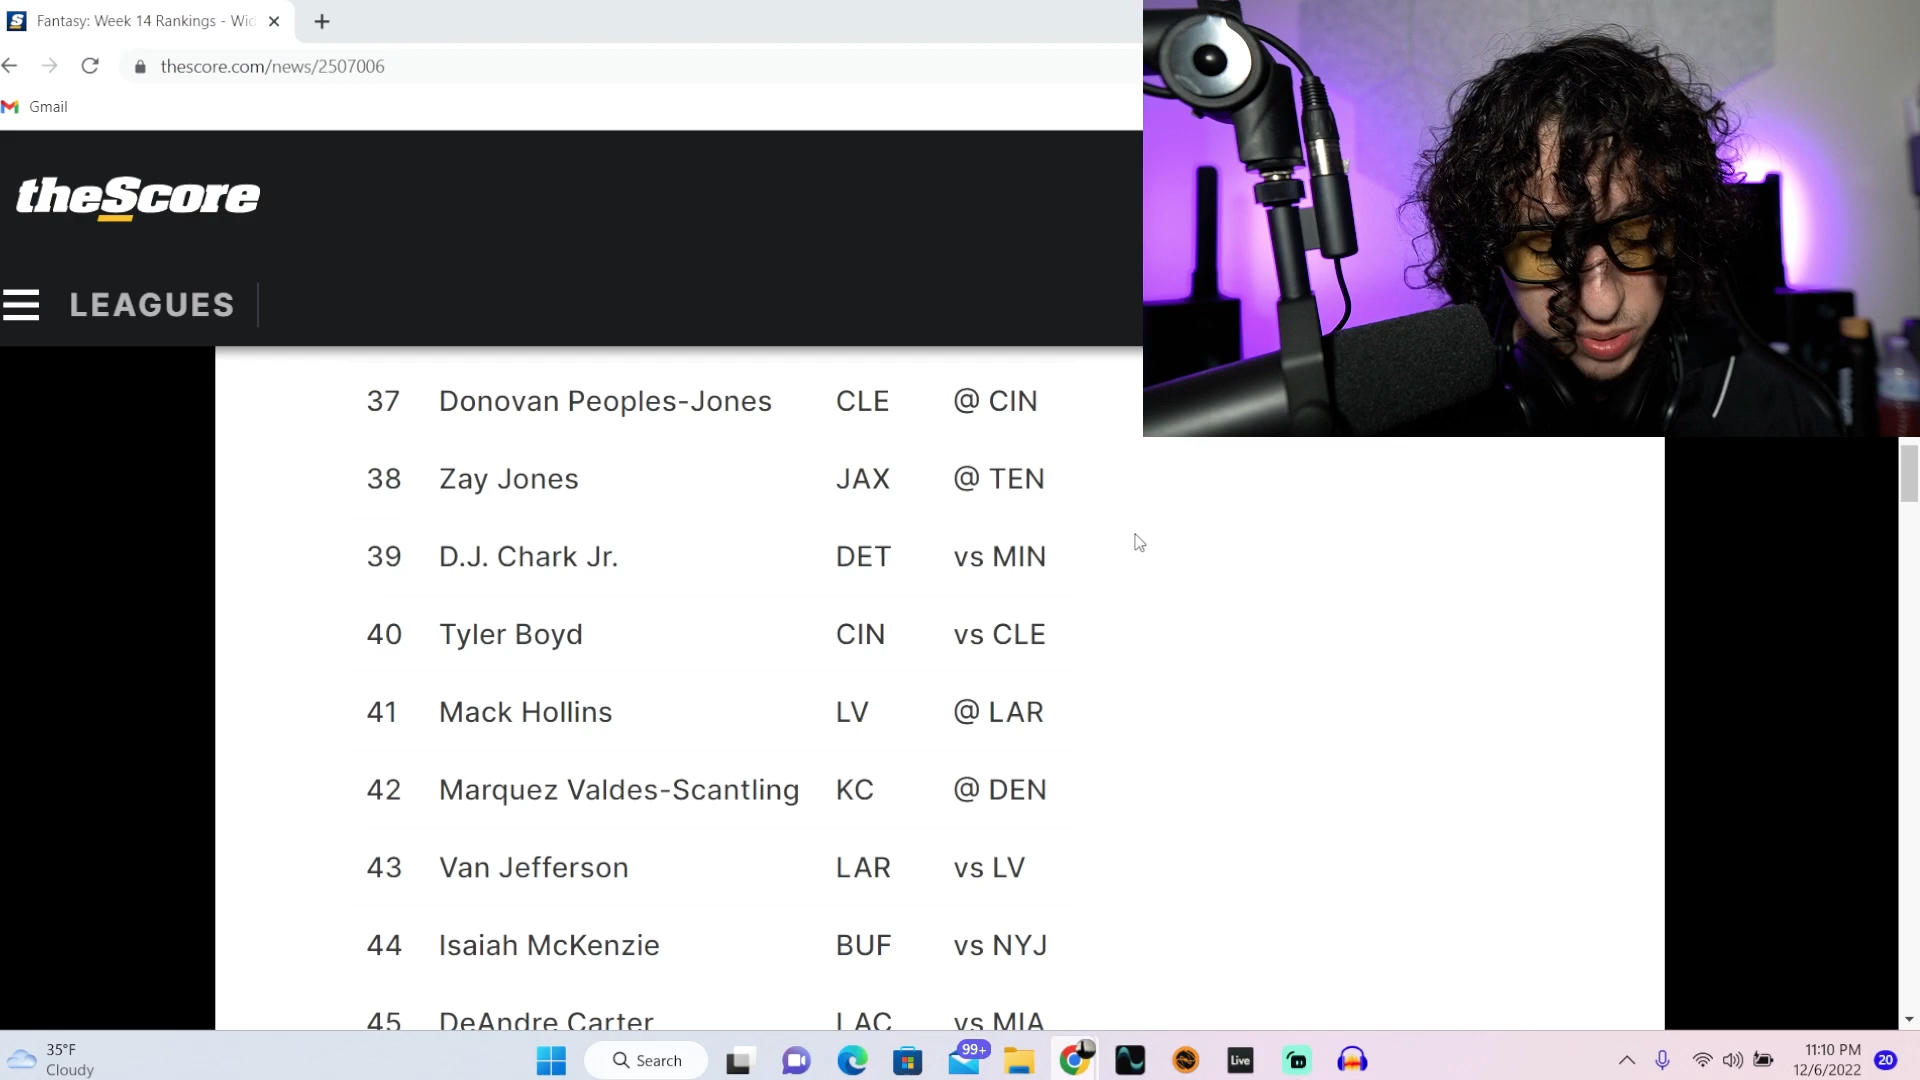 Fantasy: Week 14 Rankings - Wid
thescore.com/news/2507006
Gmail
theScore
LEAGUES
37 Donovan Peoples-Jones CLE @ CIN
38 Zay Jones JAX @ TEN
39 D.J. Chark Jr. DET vs MIN
40 Tyler Boyd CIN vs CLE
41 Mack Hollins LV @ LAR
42 Marquez Valdes-Scantling KC @ DEN
43 Van Jefferson LAR vs LV
44 Isaiah McKenzie BUF vs NYJ
45 DeAndre Carter LAC vs MIA
35°F
Cloudy
Search
99+
Live
11:10 PM
12/6/2022
20